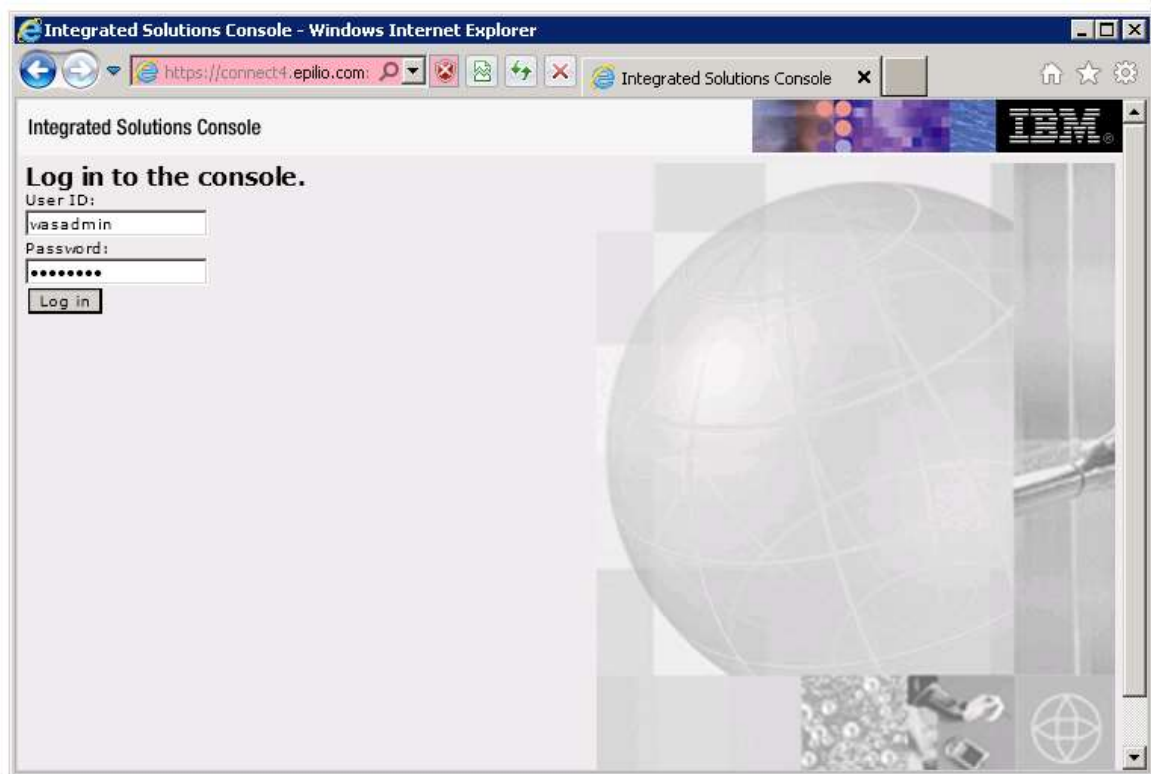 Integrated Solutions Console - Windows Internet Explorer
https://connect4.epilio.com:
Integrated Solutions Console
Integrated Solutions Console
IBM®
Log in to the console.
User ID:
wasadmin
Password:
••••••••
Log in